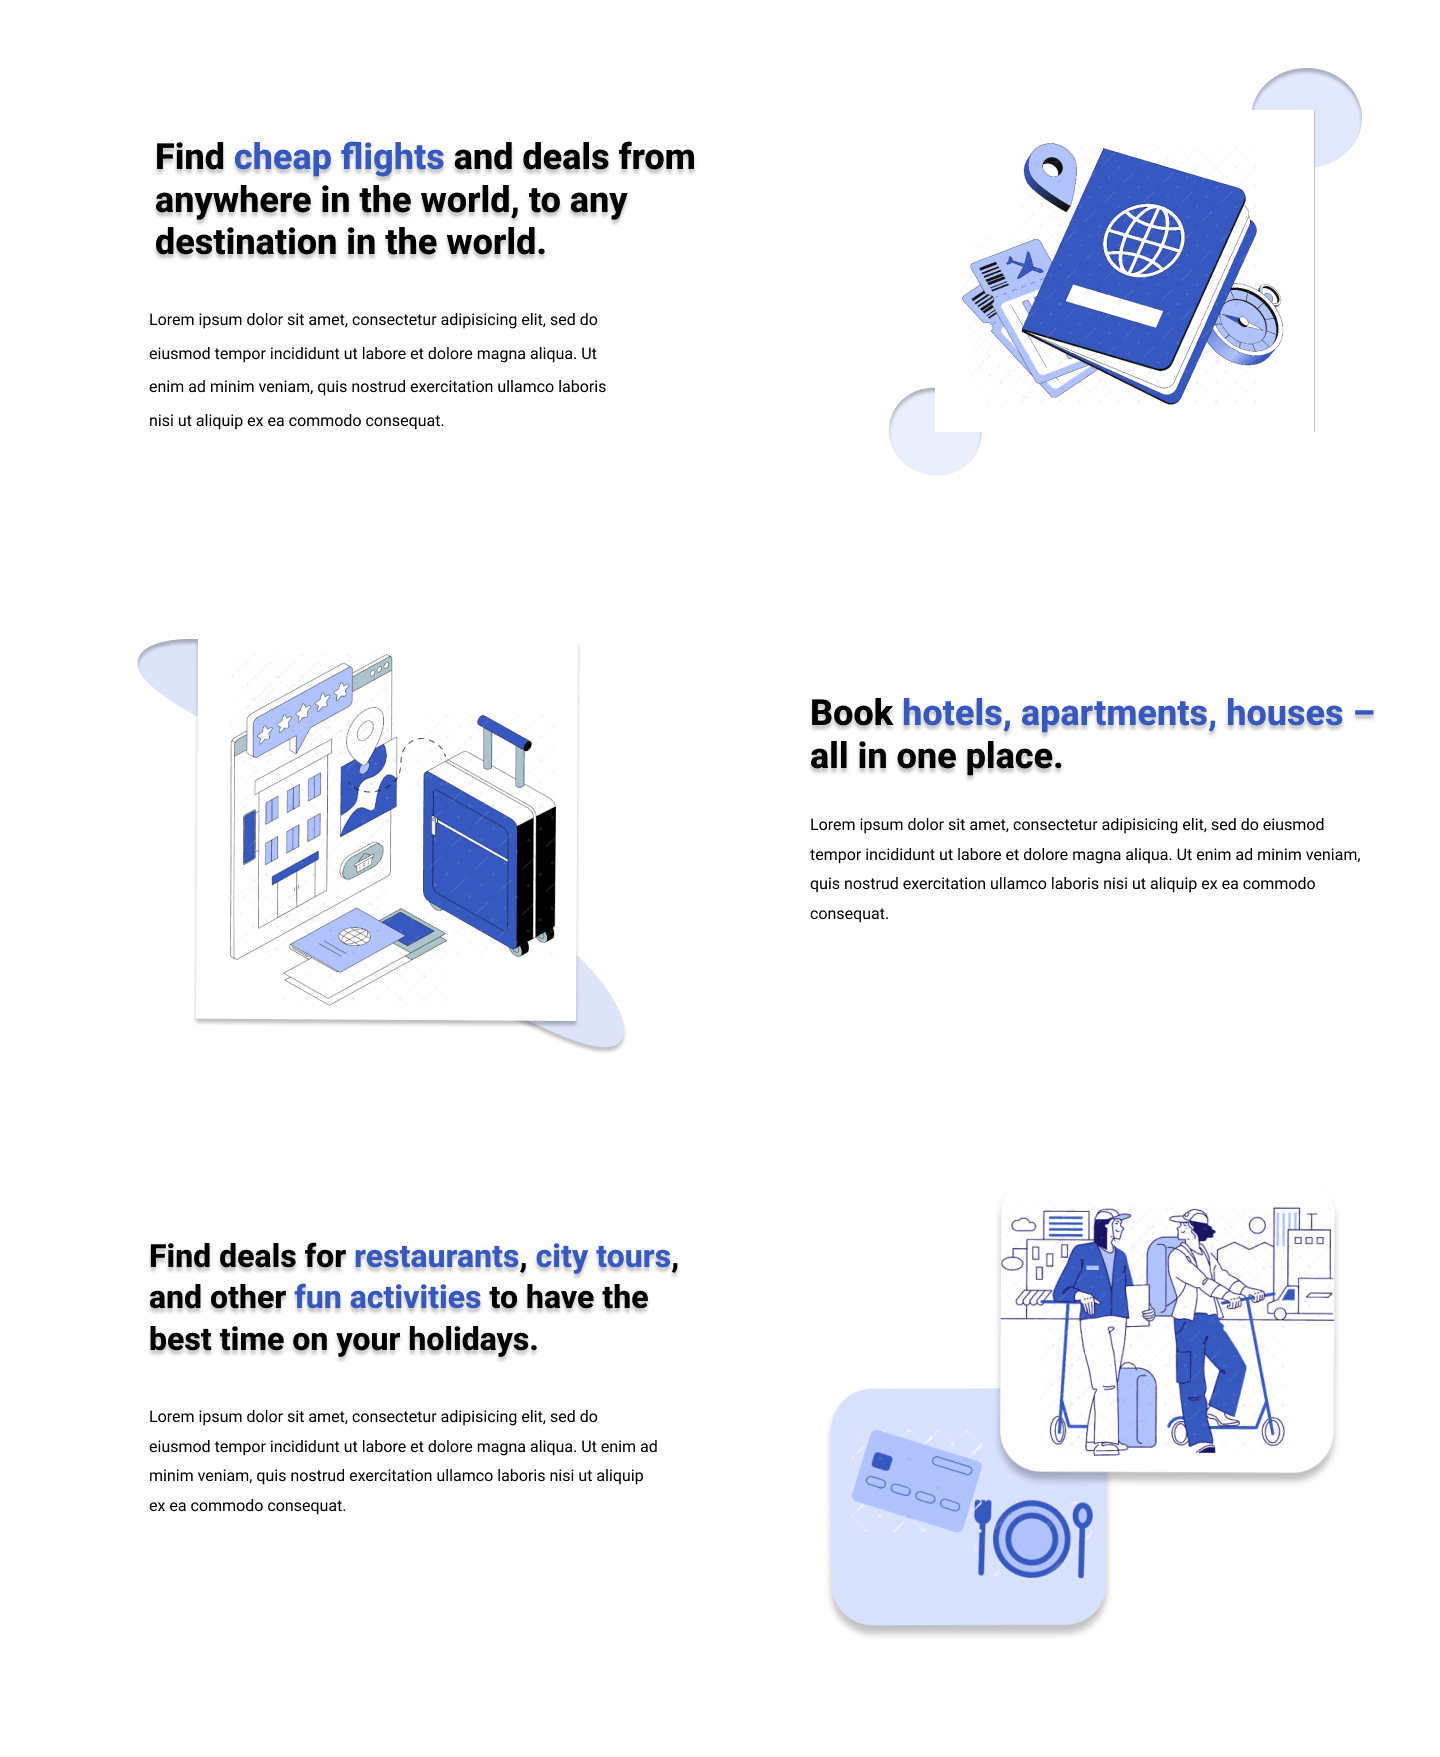 Find cheap flights and deals from
anywhere in the world, to any
destination in the world.
Lorem ipsum dolor sit amet, consectetur adipisicing elit, sed do
eiusmod tempor incididunt ut labore et dolore magna aliqua. Ut
enim ad minim veniam, quis nostrud exercitation ullamco laboris
nisi ut aliquip ex ea commodo consequat.
Book hotels, apartments, houses –
all in one place.
Lorem ipsum dolor sit amet, consectetur adipisicing elit, sed do eiusmod
tempor incididunt ut labore et dolore magna aliqua. Ut enim ad minim veniam,
quis nostrud exercitation ullamco laboris nisi ut aliquip ex ea commodo
consequat.
Find deals for restaurants, city tours,
and other fun activities to have the
best time on your holidays.
Lorem ipsum dolor sit amet, consectetur adipisicing elit, sed do
eiusmod tempor incididunt ut labore et dolore magna aliqua. Ut enim ad
minim veniam, quis nostrud exercitation ullamco laboris nisi ut aliquip
ex ea commodo consequat.